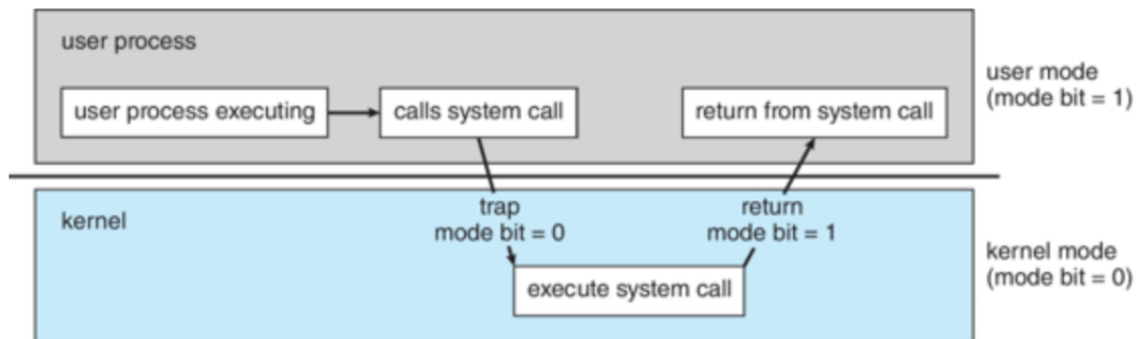 user process
user process executing
calls system call
return from system call
user mode
(mode bit = 1)
kernel
trap
mode bit = 0
return
mode bit = 1
execute system call
kernel mode
(mode bit = 0)